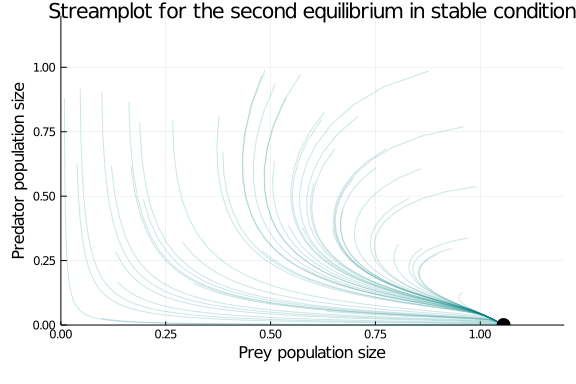 Streamplot for the second equilibrium in stable condition
Predator population size
1.00
0.75
0.50
0.25
0.00
0.00 0.25 0.50 0.75 1.00
Prey population size